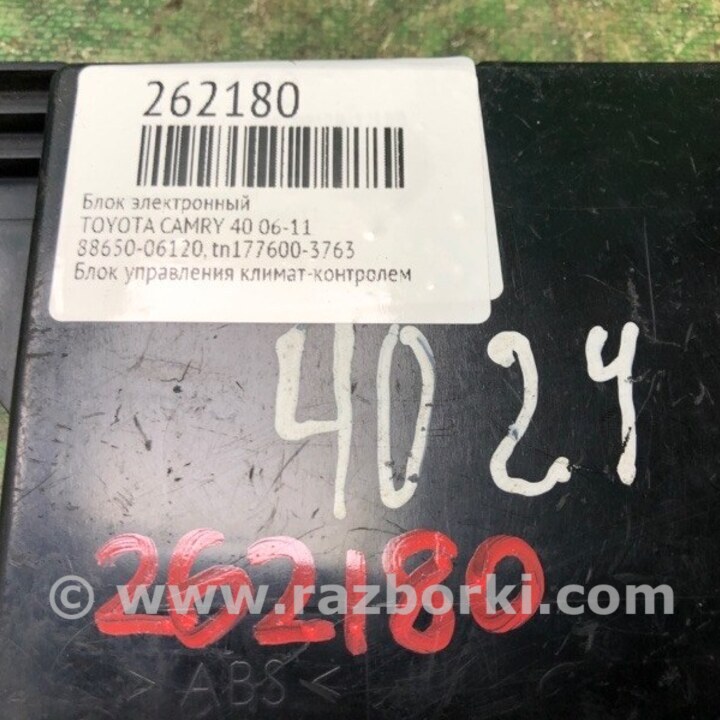 262180
Блок электронный
TOYOTA CAMRY 40 06-11
88650-06120, tn177600-3763
Блок управления климат-контролем
40 24
262180
© www.razborki.com
> ABS <